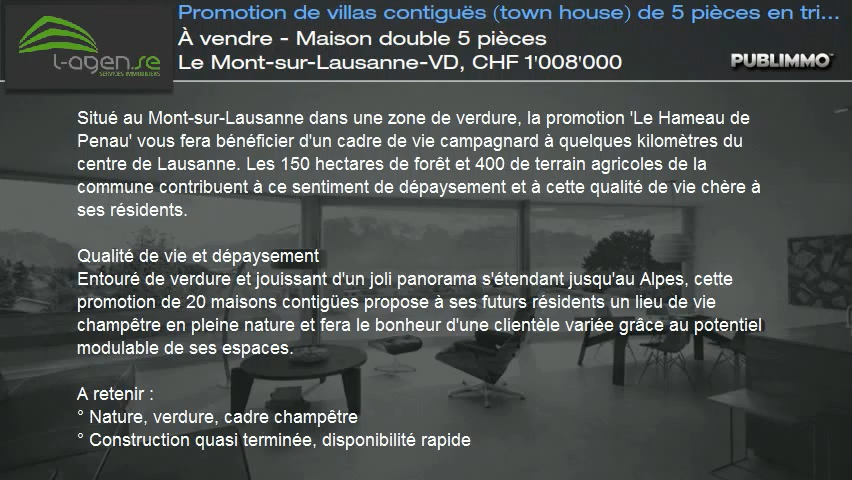 Promotion de villas contiguës (town house) de 5 pièces en tri...
À vendre - Maison double 5 pièces
Le Mont-sur-Lausanne-VD, CHF 1'008'000
l-agen.se
SERVICES IMMOBILIERS
PUBLIMMO
Situé au Mont-sur-Lausanne dans une zone de verdure, la promotion 'Le Hameau de
Penau' vous fera bénéficier d'un cadre de vie campagnard à quelques kilomètres du
centre de Lausanne. Les 150 hectares de forêt et 400 de terrain agricoles de la
commune contribuent à ce sentiment de dépaysement et à cette qualité de vie chère à
ses résidents.
Qualité de vie et dépaysement
Entouré de verdure et jouissant d'un joli panorama s'étendant jusqu'au Alpes, cette
promotion de 20 maisons contigües propose à ses futurs résidents un lieu de vie
champêtre en pleine nature et fera le bonheur d'une clientèle variée grâce au potentiel
modulable de ses espaces.
A retenir :
° Nature, verdure, cadre champêtre
° Construction quasi terminée, disponibilité rapide